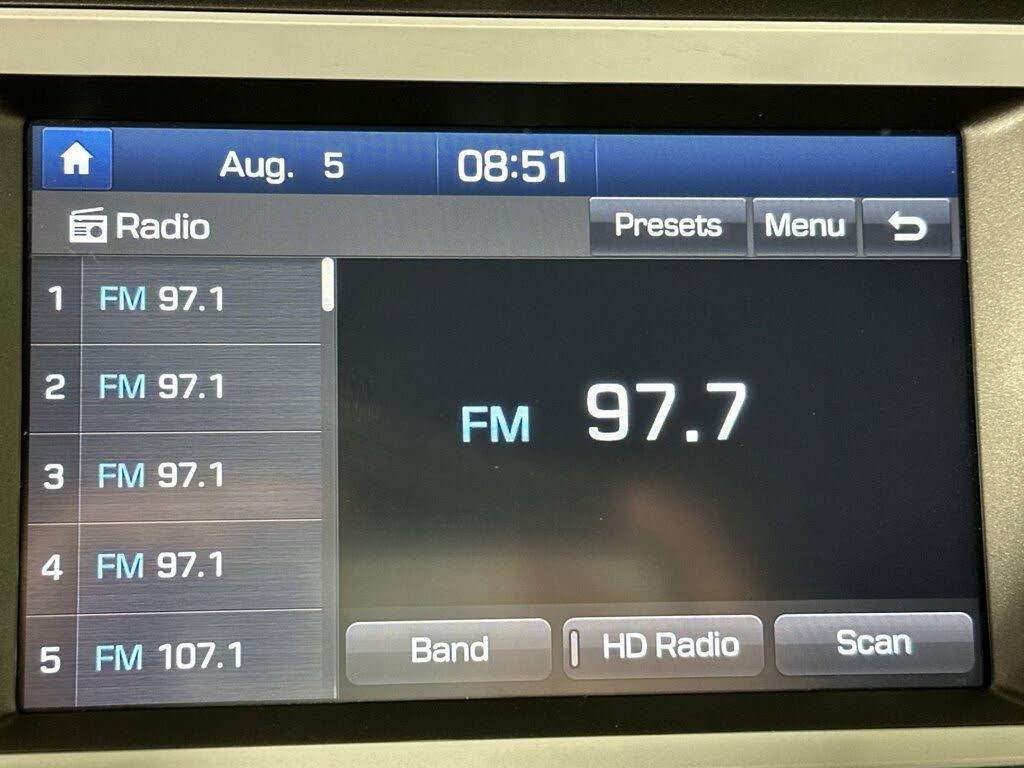 Aug. 5 08:51
Radio Presets Menu
1 FM 97.1
2 FM 97.1
3 FM 97.1
4 FM 97.1
5 FM 107.1
FM 97.7
Band HD Radio Scan